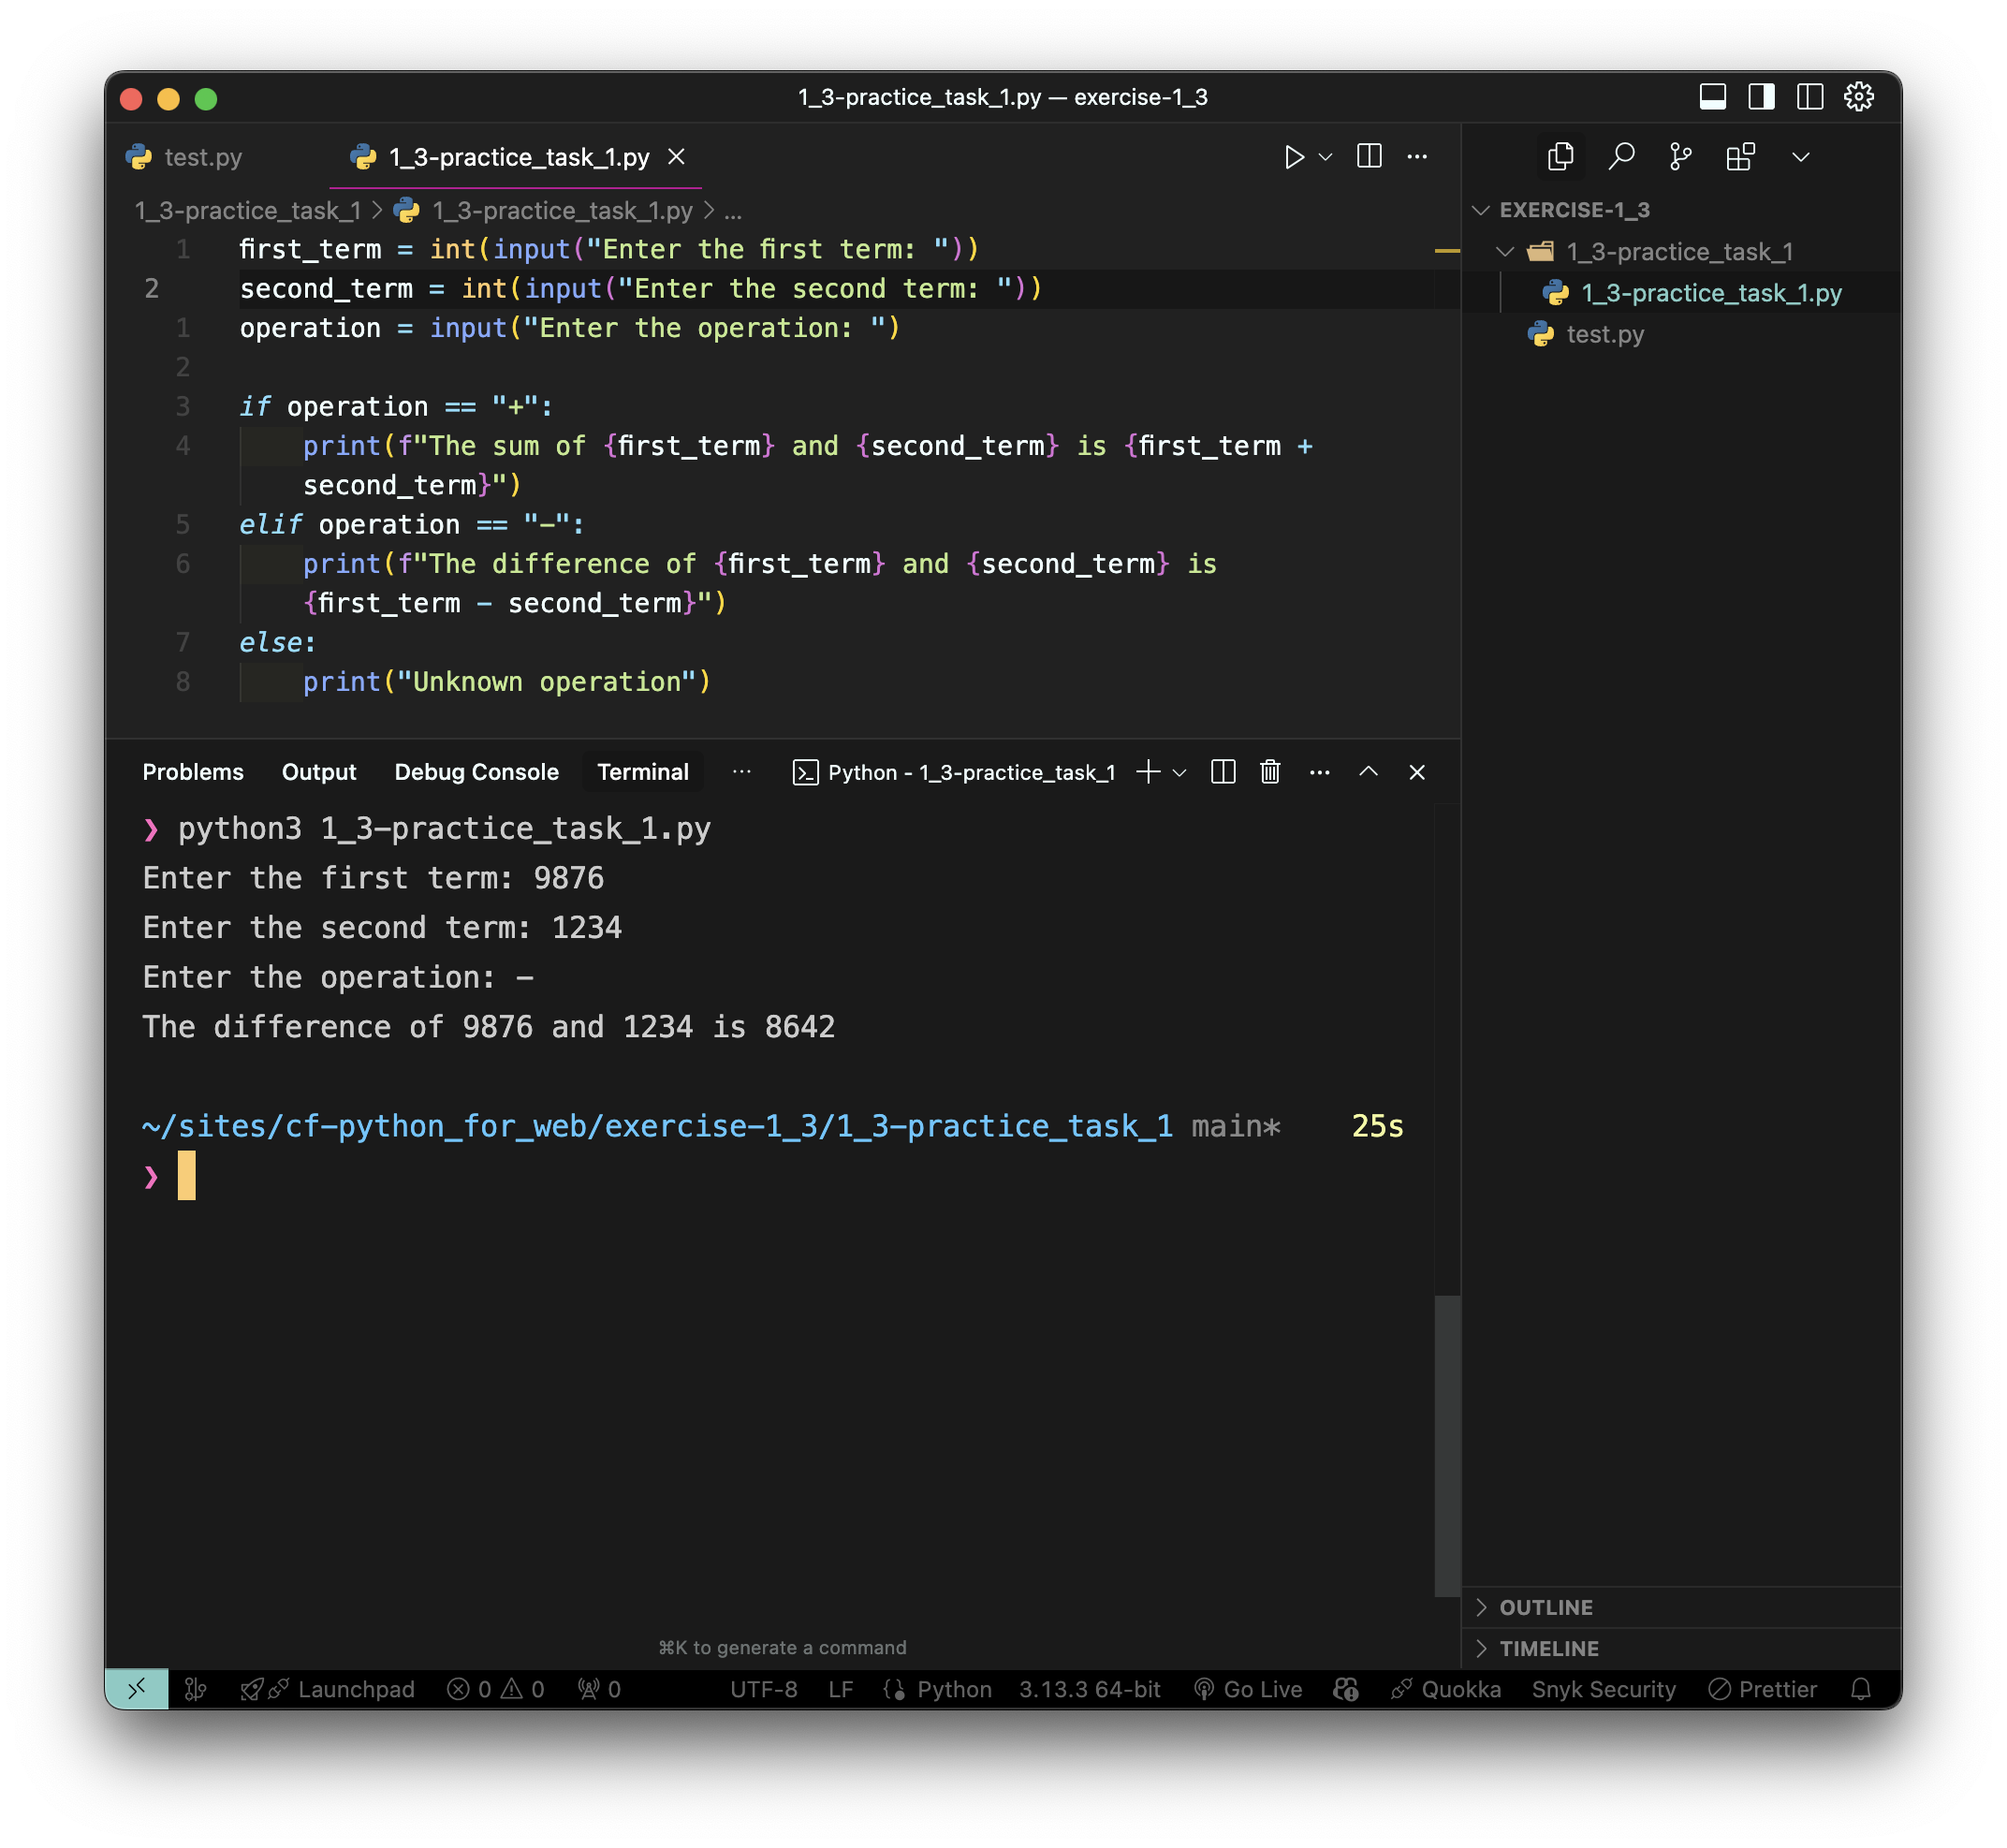 1_3-practice_task_1.py — exercise-1_3
test.py
1_3-practice_task_1.py
1_3-practice_task_1 > 1_3-practice_task_1.py > ...
1 first_term = int(input("Enter the first term: "))
2 second_term = int(input("Enter the second term: "))
1 operation = input("Enter the operation: ")
2
3 if operation == "+":
4 print(f"The sum of {first_term} and {second_term} is {first_term +
second_term}")
5 elif operation == "-":
6 print(f"The difference of {first_term} and {second_term} is
{first_term - second_term}")
7 else:
8 print("Unknown operation")
EXERCISE-1_3
1_3-practice_task_1
1_3-practice_task_1.py
test.py
Problems Output Debug Console Terminal ... Python - 1_3-practice_task_1
❯ python3 1_3-practice_task_1.py
Enter the first term: 9876
Enter the second term: 1234
Enter the operation: -
The difference of 9876 and 1234 is 8642
~/sites/cf-python_for_web/exercise-1_3/1_3-practice_task_1 main* 25s
❯
⌘K to generate a command
OUTLINE
TIMELINE
Launchpad 0 0 0 UTF-8 LF Python 3.13.3 64-bit Go Live Quokka Snyk Security Prettier